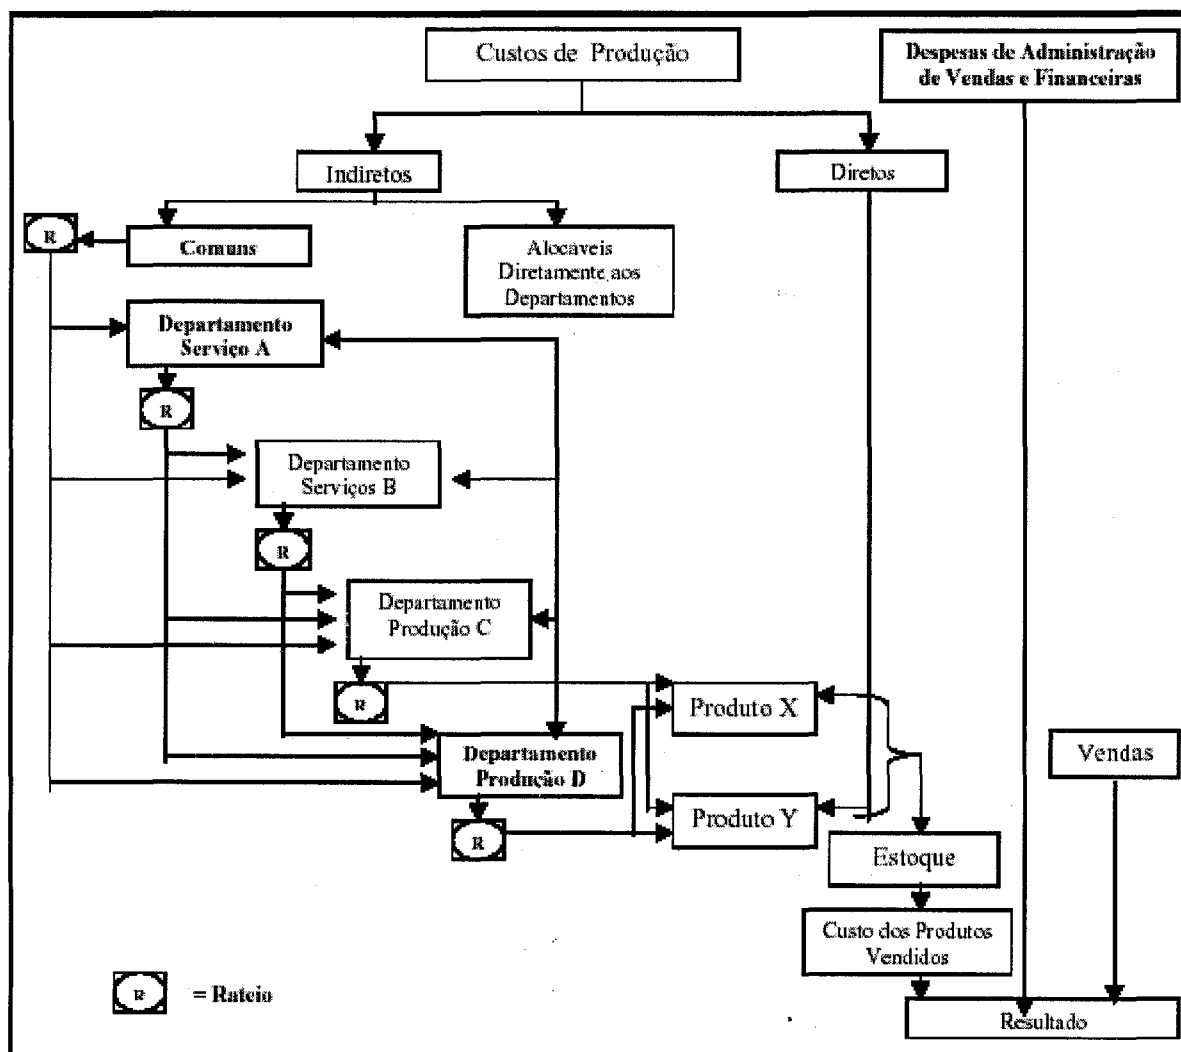 Custos de Produção
Despesas de Administração
de Vendas e Financeiras
Indiretos
Diretos
R
Comuns
Alocaveis
Diretamente aos
Departamentos
Departamento
Serviço A
R
Departamento
Serviços B
R
Departamento
Produção C
R
Produto X
Departamento
Produção D
Vendas
Produto Y
R
Estoque
Custo dos Produtos
Vendidos
R
= Rateio
Resultado